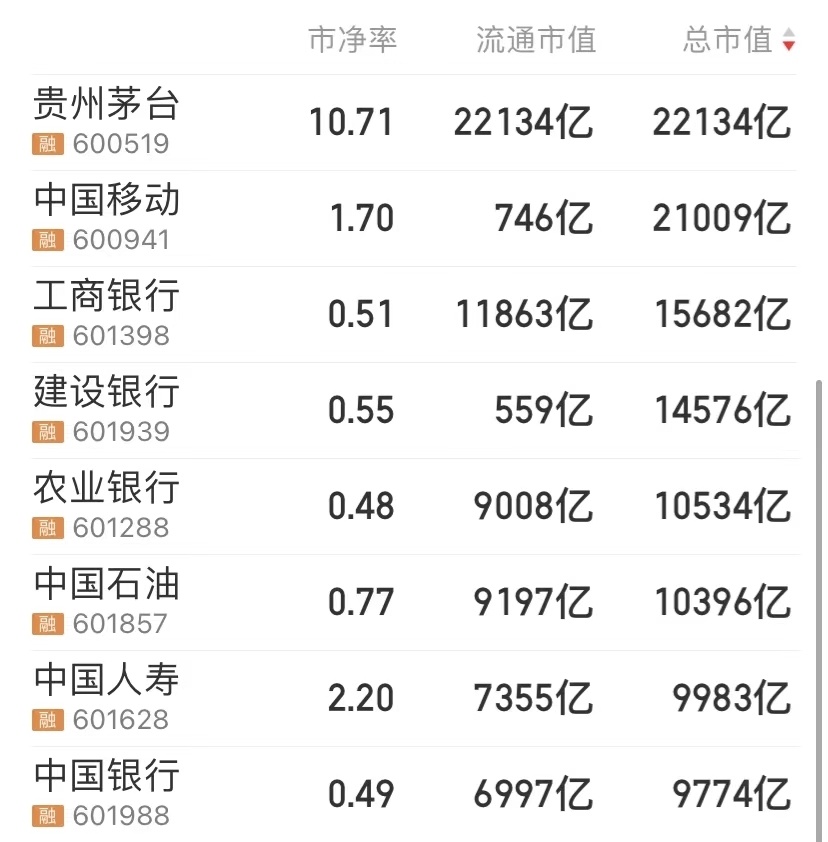 市净率 流通市值 总市值
贵州茅台
融 600519 10.71 22134亿 22134亿
中国移动
融 600941 1.70 746亿 21009亿
工商银行
融 601398 0.51 11863亿 15682亿
建设银行
融 601939 0.55 559亿 14576亿
农业银行
融 601288 0.48 9008亿 10534亿
中国石油
融 601857 0.77 9197亿 10396亿
中国人寿
融 601628 2.20 7355亿 9983亿
中国银行
融 601988 0.49 6997亿 9774亿